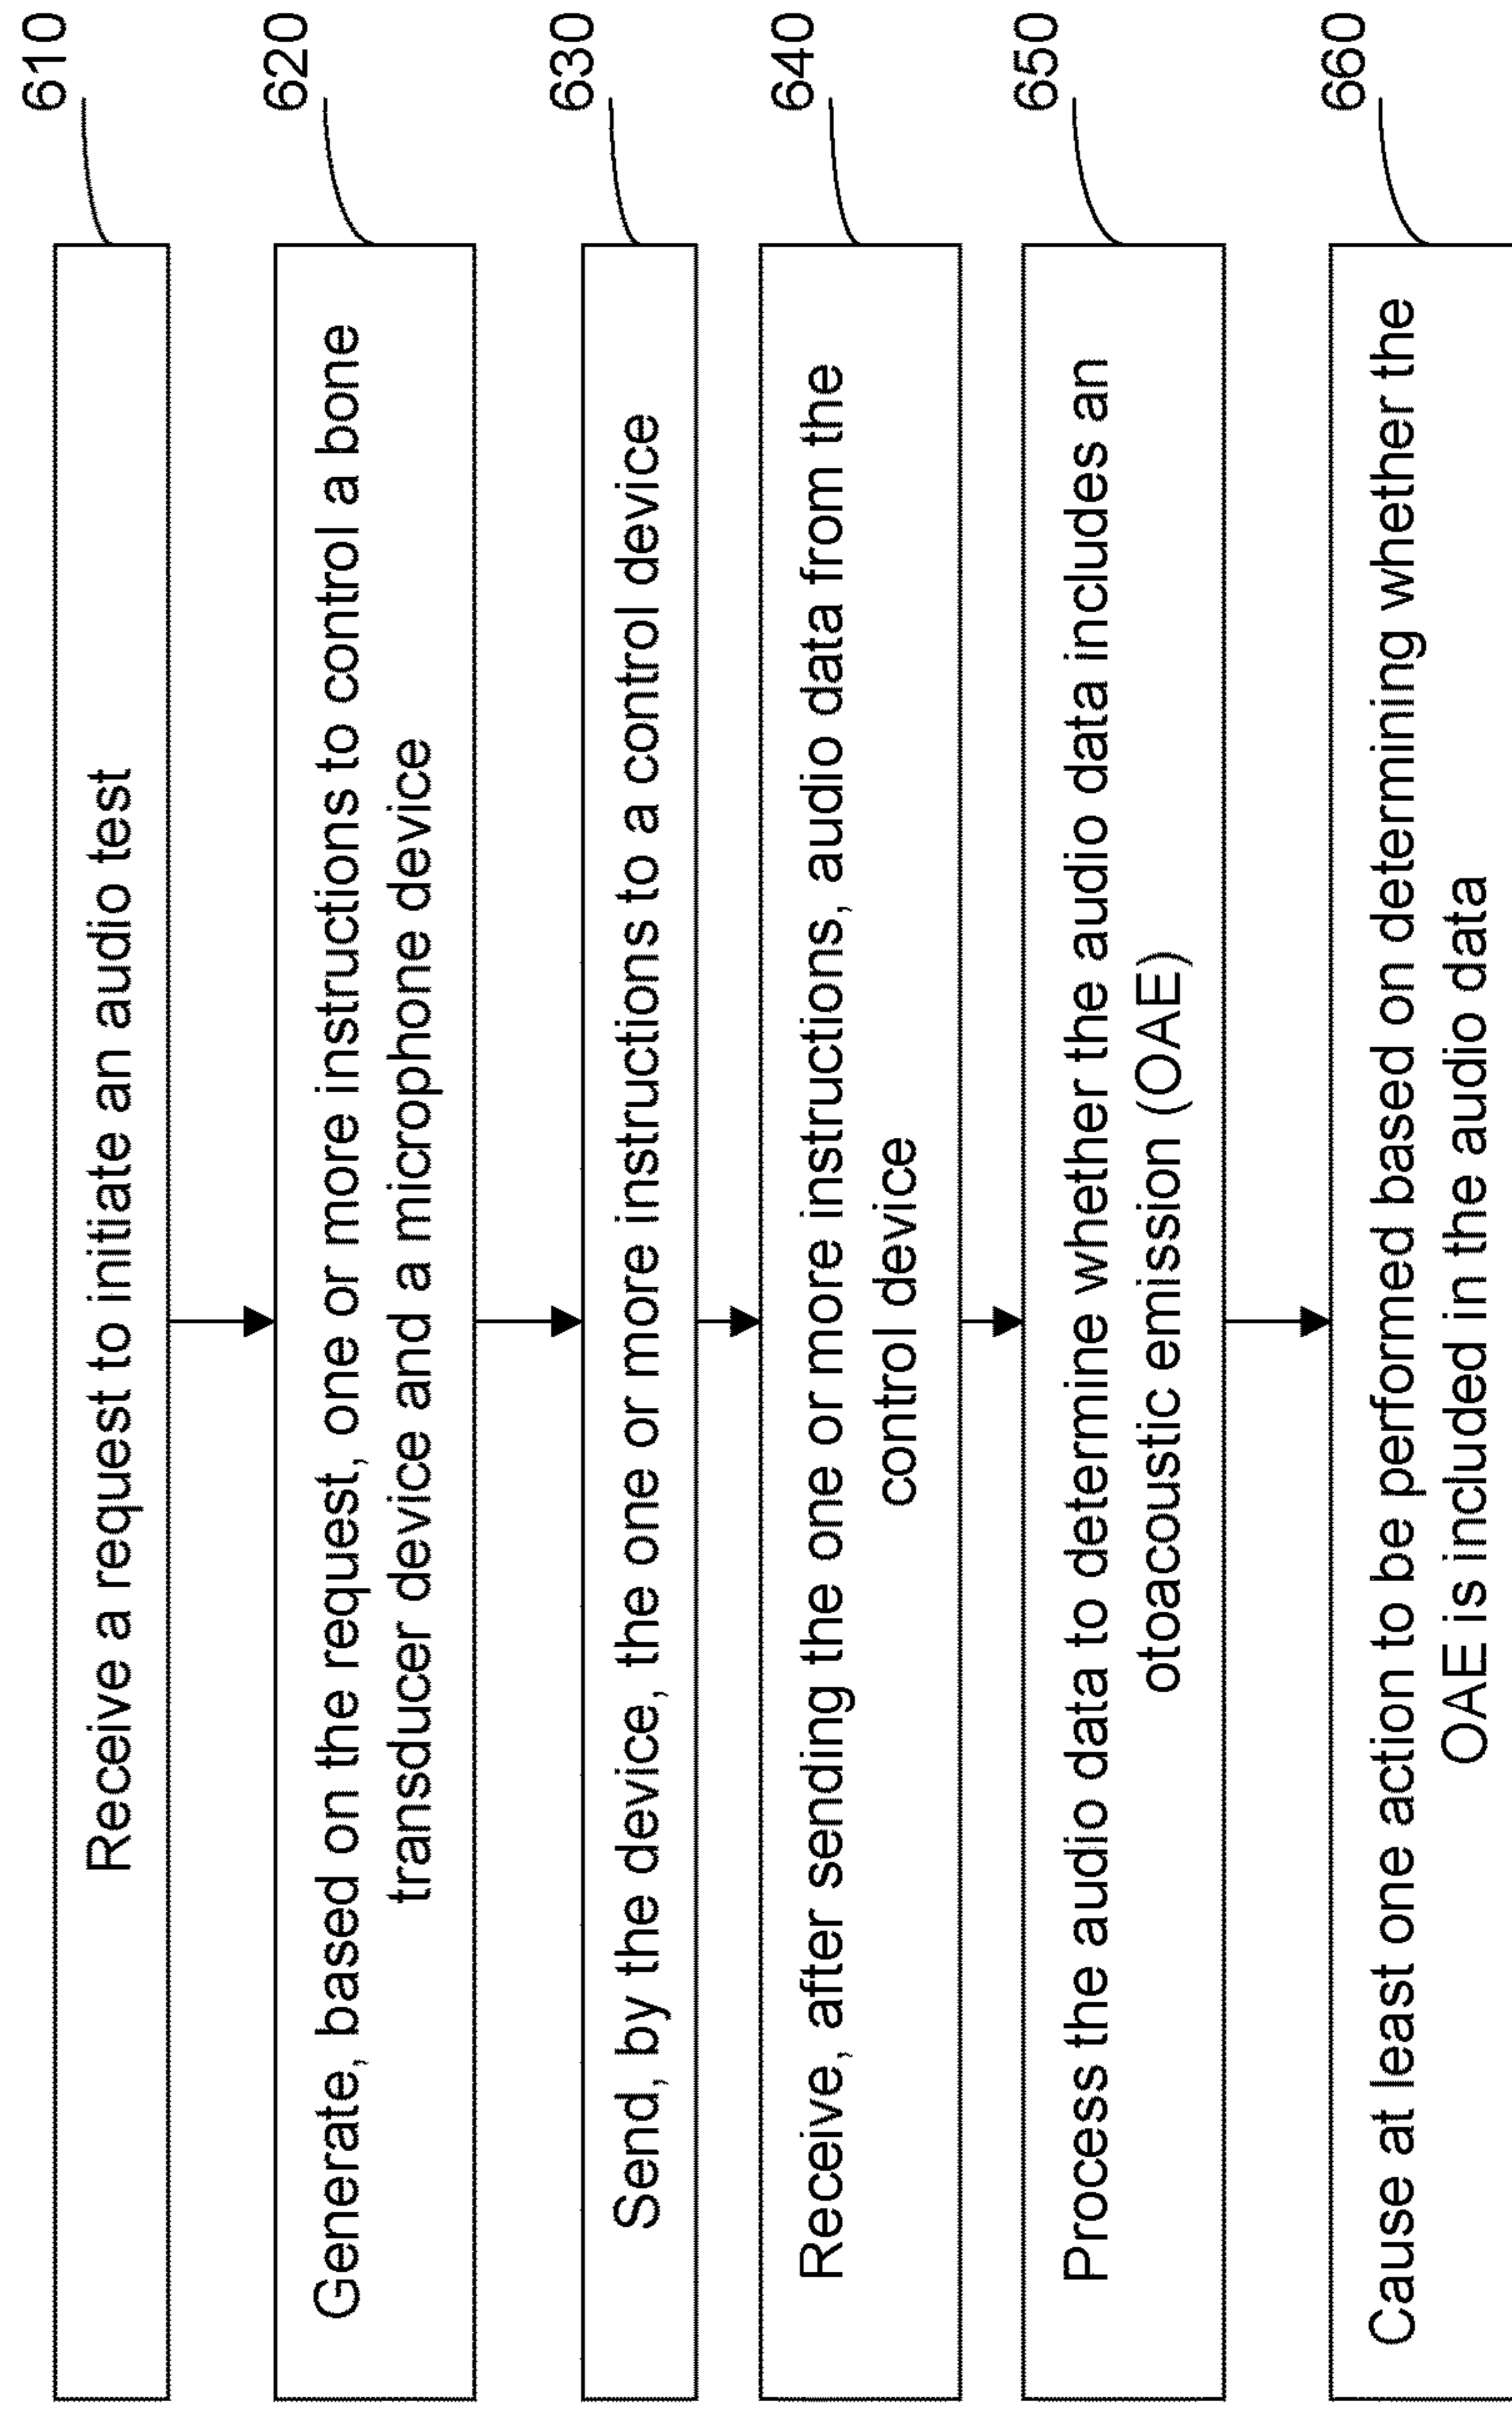 610
Receive a request to initiate an audio test
620
Generate, based on the request, one or more instructions to control a bone
transducer device and a microphone device
630
Send, by the device, the one or more instructions to a control device
640
Receive, after sending the one or more instructions, audio data from the
control device
650
Process the audio data to determine whether the audio data includes an
otoacoustic emission (OAE)
660
Cause at least one action to be performed based on determining whether the
OAE is included in the audio data